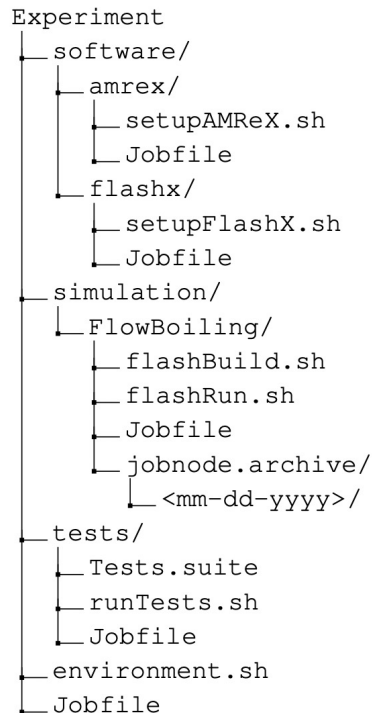 Experiment
software/
amrex/
setupAMReX.sh
Jobfile
flashx/
setupFlashX.sh
Jobfile
simulation/
FlowBoiling/
flashBuild.sh
flashRun.sh
Jobfile
jobnode.archive/
<mm-dd-yyyy>/
tests/
Tests.suite
runTests.sh
Jobfile
environment.sh
Jobfile